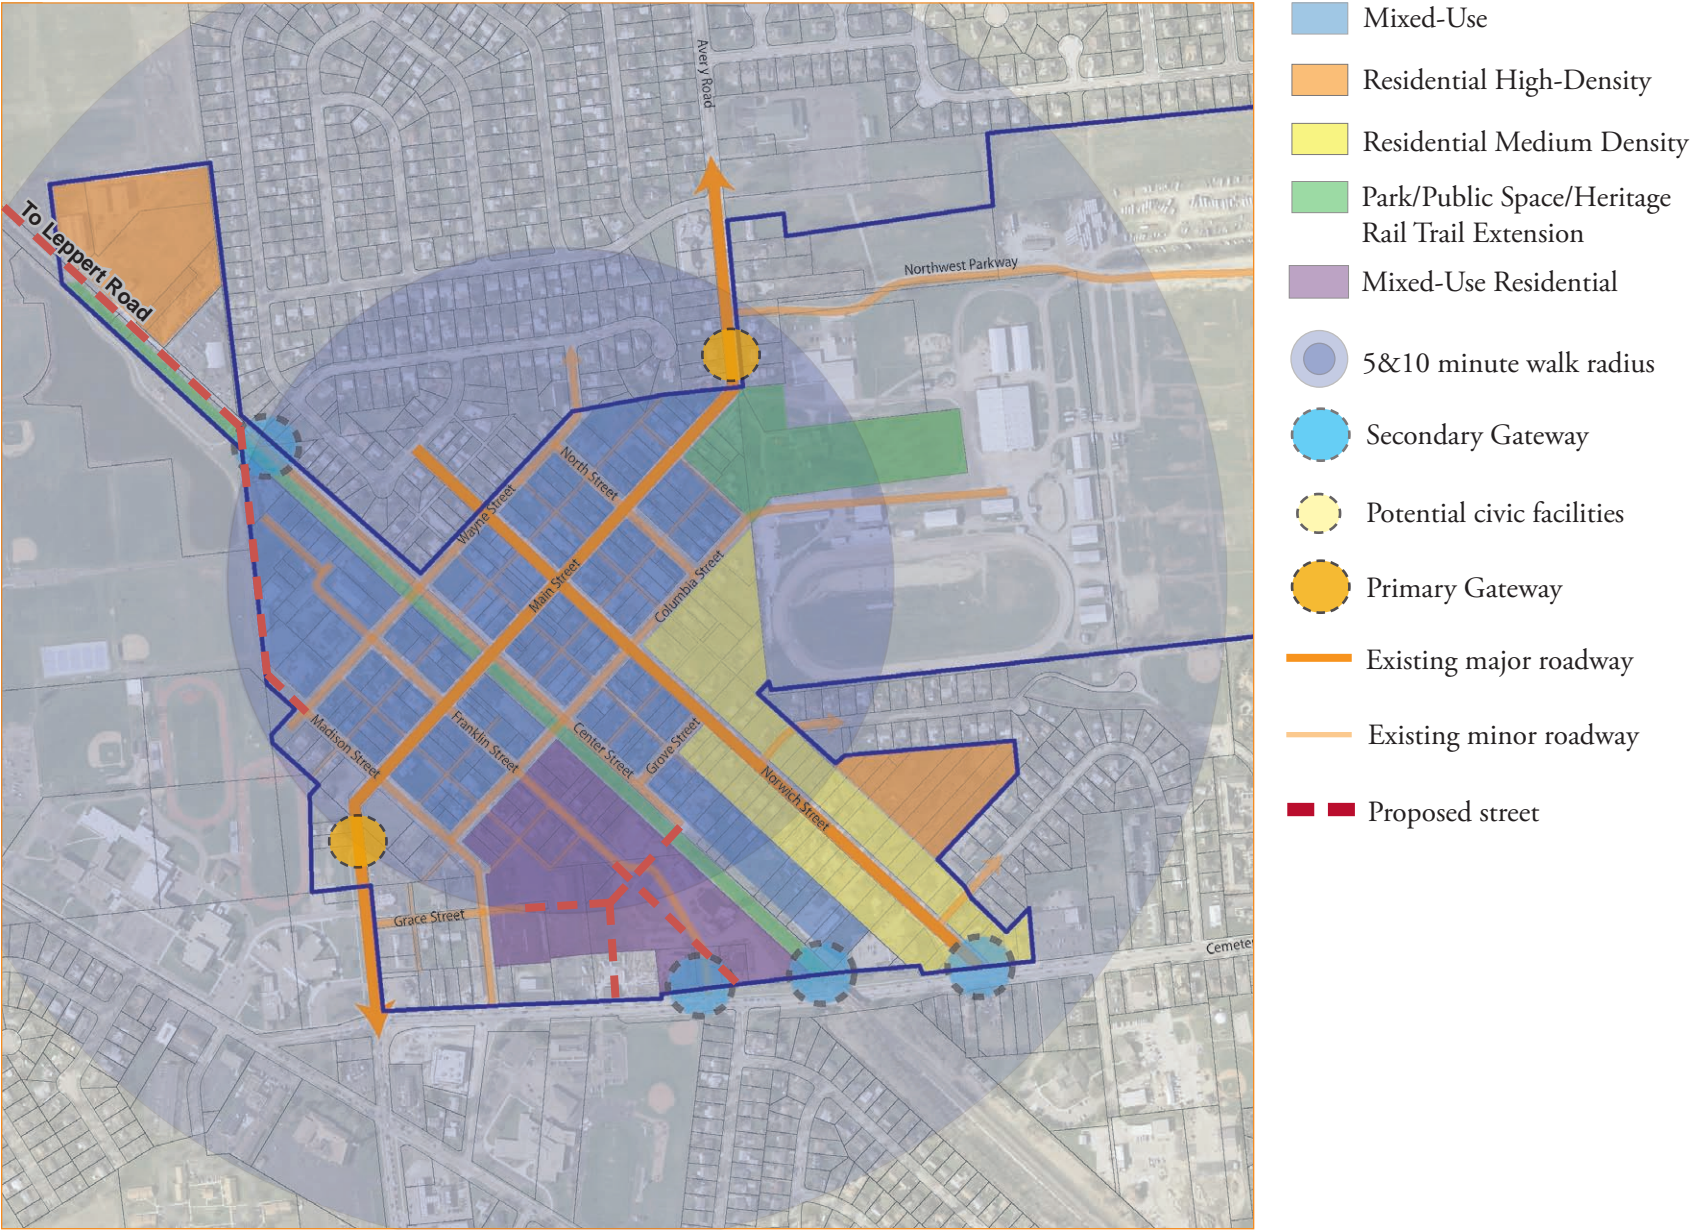 Avery Road
To Leppert Road
Northwest Parkway
North Street
Wayne Street
Main Street
Columbia Street
Madison Street
Franklin Street
Center Street
Grove Street
Norwich Street
Grace Street
Cemete
Mixed-Use
Residential High-Density
Residential Medium Density
Park/Public Space/Heritage
Rail Trail Extension
Mixed-Use Residential
5&10 minute walk radius
Secondary Gateway
Potential civic facilities
Primary Gateway
Existing major roadway
Existing minor roadway
Proposed street